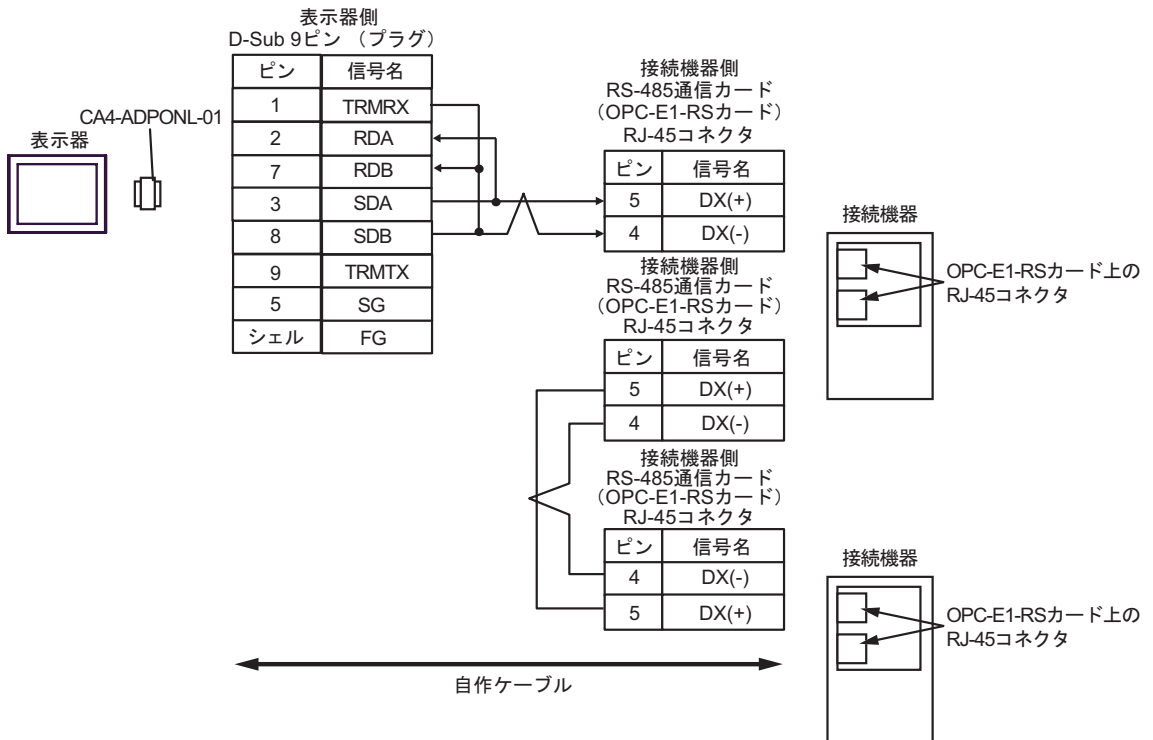 表示器側
D-Sub 9ピン （プラグ）
ピン 信号名
1 TRMRX
2 RDA
7 RDB
3 SDA
8 SDB
9 TRMTX
5 SG
シェル FG
CA4-ADPONL-01
表示器
接続機器側
RS-485通信カード
（OPC-E1-RSカード）
RJ-45コネクタ
ピン 信号名
5 DX(+)
4 DX(-)
接続機器側
RS-485通信カード
（OPC-E1-RSカード）
RJ-45コネクタ
ピン 信号名
5 DX(+)
4 DX(-)
接続機器側
RS-485通信カード
（OPC-E1-RSカード）
RJ-45コネクタ
ピン 信号名
4 DX(-)
5 DX(+)
接続機器
OPC-E1-RSカード上の
RJ-45コネクタ
接続機器
OPC-E1-RSカード上の
RJ-45コネクタ
自作ケーブル